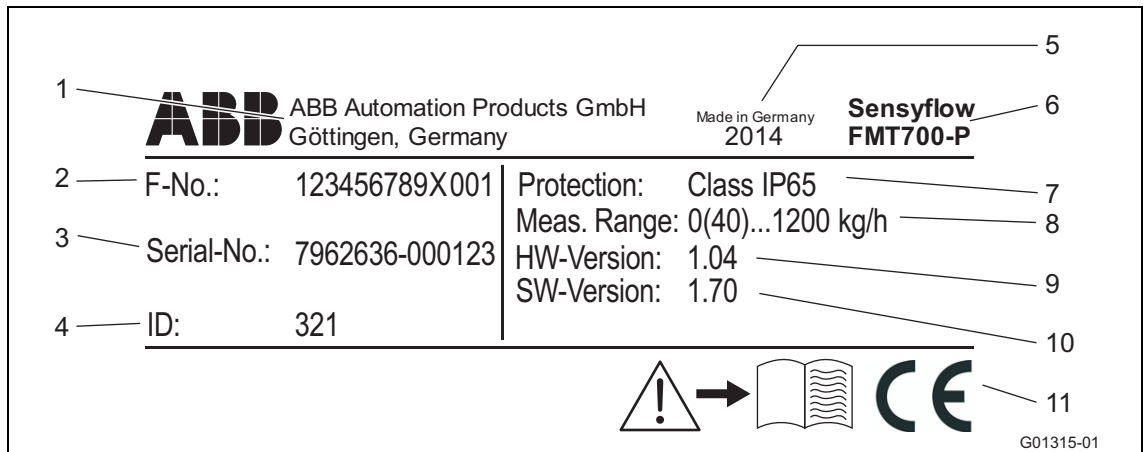 5
1
ABB
ABB Automation Products GmbH
Göttingen, Germany
Made in Germany
2014
Sensyflow
FMT700-P
6
2
F-No.: 123456789X001
3
Serial-No.: 7962636-000123
4
ID: 321
Protection: Class IP65
7
Meas. Range: 0(40)...1200 kg/h
8
HW-Version: 1.04
9
SW-Version: 1.70
10
CE
11
G01315-01